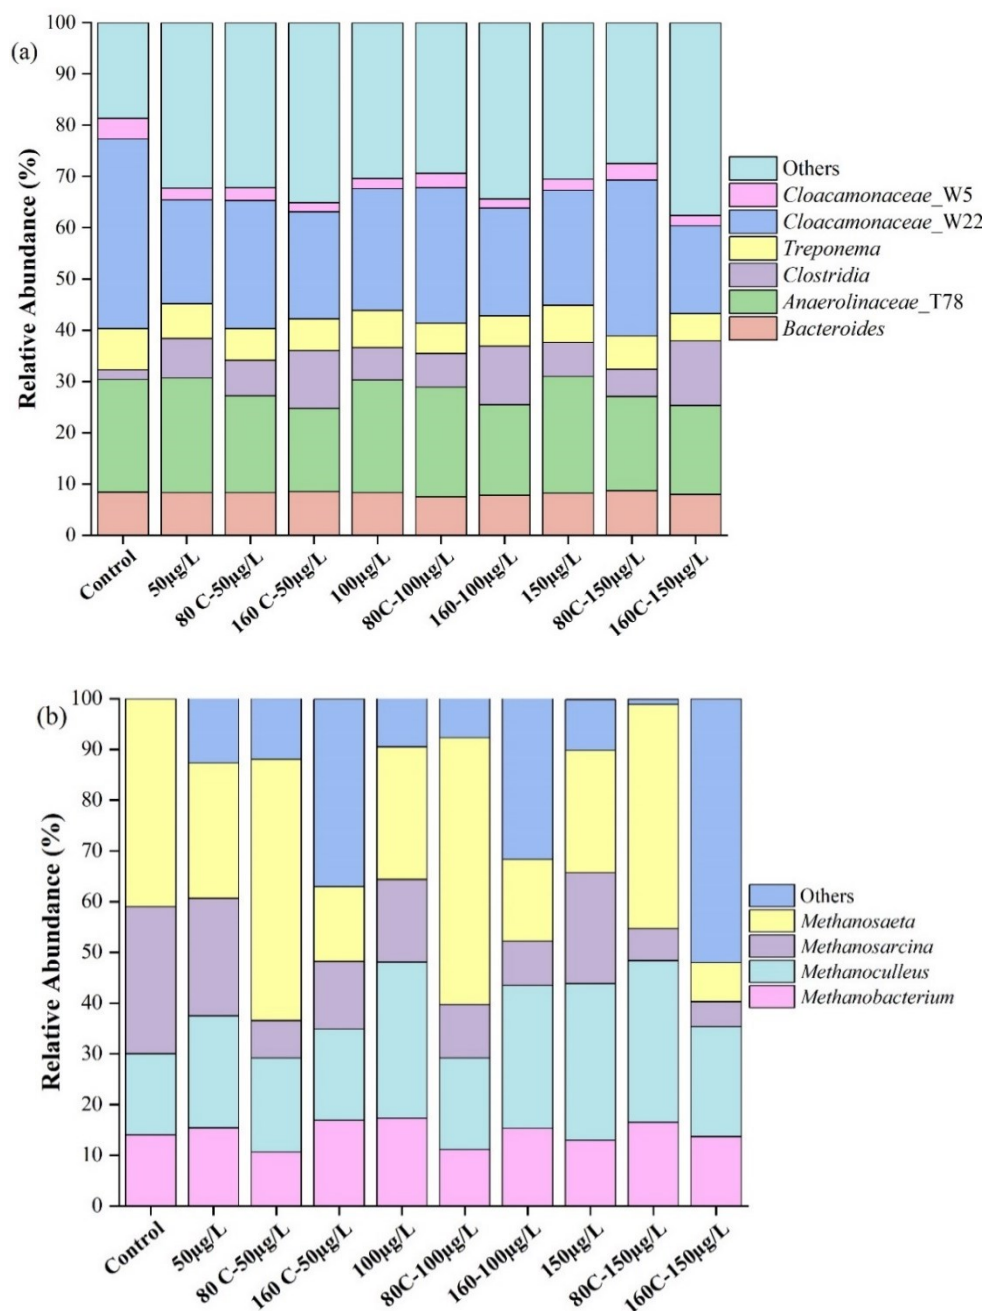 (a)
Relative Abundance (%)
100
90
80
70
60
50
40
30
20
10
0
Control
50µg/L
80 C-50µg/L
160 C-50µg/L
100µg/L
80C-100µg/L
160-100µg/L
150µg/L
80C-150µg/L
160C-150µg/L
Others
Cloacamonaceae_W5
Cloacamonaceae_W22
Treponema
Clostridia
Anaerolinaceae_T78
Bacteroides
(b)
Relative Abundance (%)
100
90
80
70
60
50
40
30
20
10
0
Control
50µg/L
80 C-50µg/L
160 C-50µg/L
100µg/L
80C-100µg/L
160-100µg/L
150µg/L
80C-150µg/L
160C-150µg/L
Others
Methanosaeta
Methanosarcina
Methanoculleus
Methanobacterium